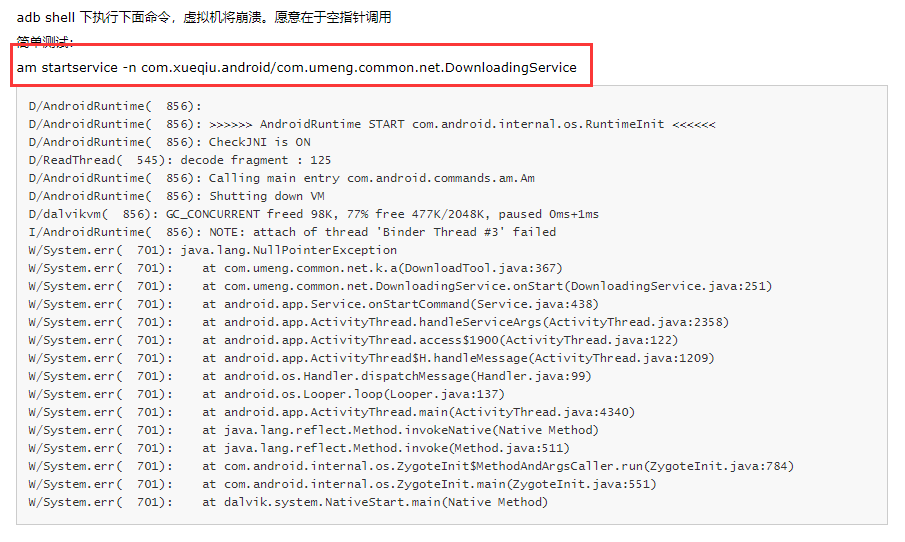 adb shell 下执行下面命令，虚拟机将崩溃。愿意在于空指针调用
简单测试:
am startservice -n com.xueqiu.android/com.umeng.common.net.DownloadingService
D/AndroidRuntime(  856):
D/AndroidRuntime(  856): >>>>>> AndroidRuntime START com.android.internal.os.RuntimeInit <<<<<<
D/AndroidRuntime(  856): CheckJNI is ON
D/ReadThread(  545): decode fragment : 125
D/AndroidRuntime(  856): Calling main entry com.android.commands.am.Am
D/AndroidRuntime(  856): Shutting down VM
D/dalvikvm(  856): GC_CONCURRENT freed 98K, 77% free 477K/2048K, paused 0ms+1ms
I/AndroidRuntime(  856): NOTE: attach of thread 'Binder Thread #3' failed
W/System.err(  701): java.lang.NullPointerException
W/System.err(  701):    at com.umeng.common.net.k.a(DownloadTool.java:367)
W/System.err(  701):    at com.umeng.common.net.DownloadingService.onStart(DownloadingService.java:251)
W/System.err(  701):    at android.app.Service.onStartCommand(Service.java:438)
W/System.err(  701):    at android.app.ActivityThread.handleServiceArgs(ActivityThread.java:2358)
W/System.err(  701):    at android.app.ActivityThread.access$1900(ActivityThread.java:122)
W/System.err(  701):    at android.app.ActivityThread$H.handleMessage(ActivityThread.java:1209)
W/System.err(  701):    at android.os.Handler.dispatchMessage(Handler.java:99)
W/System.err(  701):    at android.os.Looper.loop(Looper.java:137)
W/System.err(  701):    at android.app.ActivityThread.main(ActivityThread.java:4340)
W/System.err(  701):    at java.lang.reflect.Method.invokeNative(Native Method)
W/System.err(  701):    at java.lang.reflect.Method.invoke(Method.java:511)
W/System.err(  701):    at com.android.internal.os.ZygoteInit$MethodAndArgsCaller.run(ZygoteInit.java:784)
W/System.err(  701):    at com.android.internal.os.ZygoteInit.main(ZygoteInit.java:551)
W/System.err(  701):    at dalvik.system.NativeStart.main(Native Method)